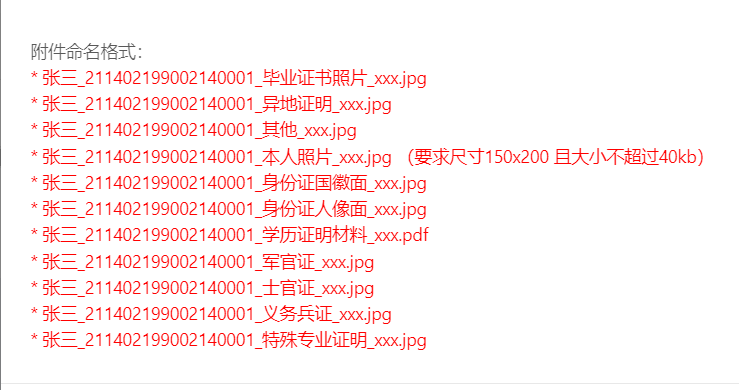 附件命名格式：
* 张三_211402199002140001_毕业证书照片_xxx.jpg
* 张三_211402199002140001_异地证明_xxx.jpg
* 张三_211402199002140001_其他_xxx.jpg
* 张三_211402199002140001_本人照片_xxx.jpg （要求尺寸150x200 且大小不超过40kb）
* 张三_211402199002140001_身份证国徽面_xxx.jpg
* 张三_211402199002140001_身份证人像面_xxx.jpg
* 张三_211402199002140001_学历证明材料_xxx.pdf
* 张三_211402199002140001_军官证_xxx.jpg
* 张三_211402199002140001_士官证_xxx.jpg
* 张三_211402199002140001_义务兵证_xxx.jpg
* 张三_211402199002140001_特殊专业证明_xxx.jpg